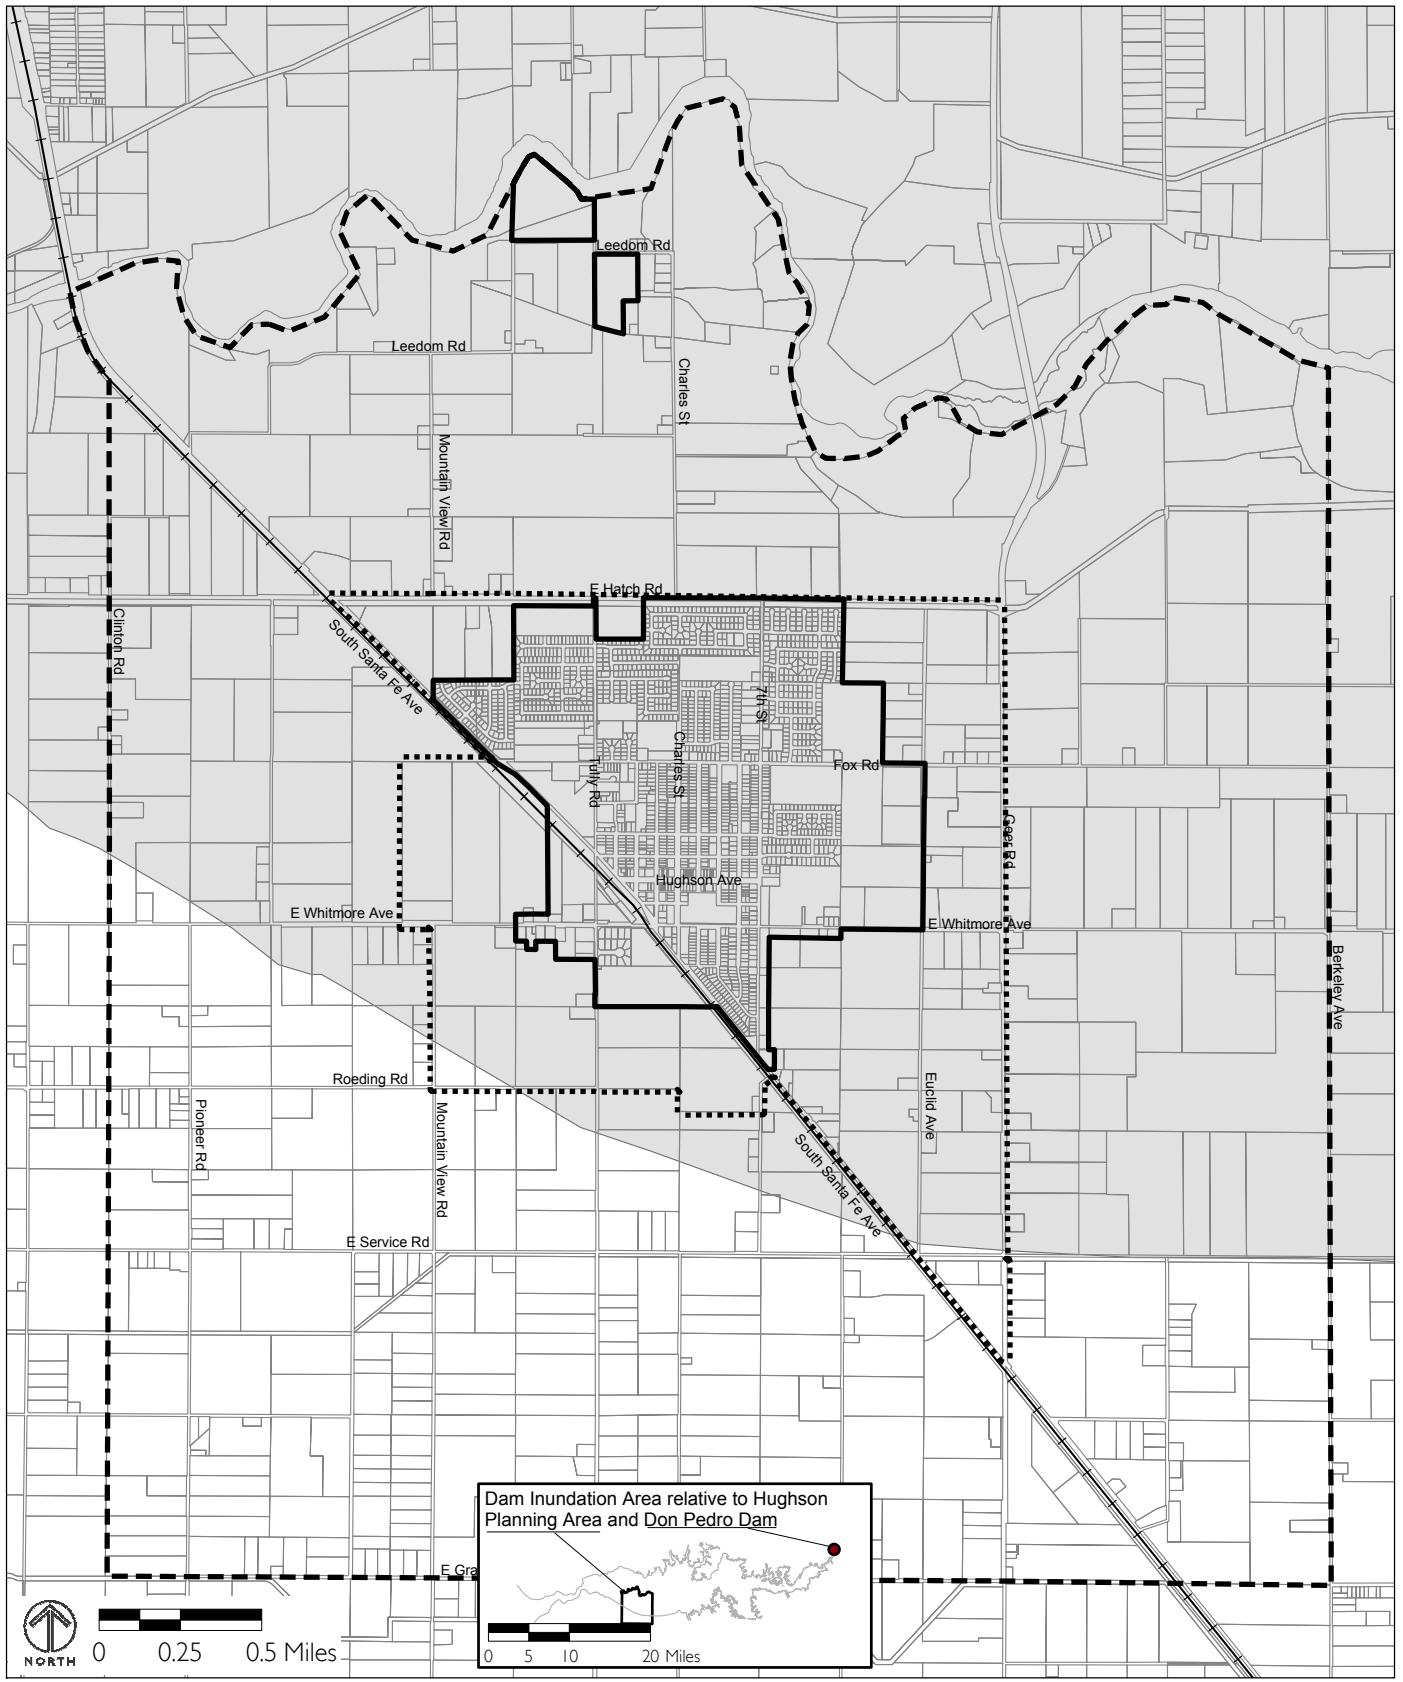 Leedom Rd
Leedom Rd
Charles St
Mountain View Rd
E Hatch Rd
Clinton Rd
South Santa Fe Ave
7th St
Charles St
Tully Rd
Fox Rd
Geer Rd
Hughson Ave
E Whitmore Ave
E Whitmore Ave
Berkeley Ave
Roeding Rd
Euclid Ave
Pioneer Rd
Mountain View Rd
South Santa Fe Ave
E Service Rd
Dam Inundation Area relative to Hughson
Planning Area and Don Pedro Dam
E Gra
0 5 10 20 Miles
NORTH
0 0.25 0.5 Miles